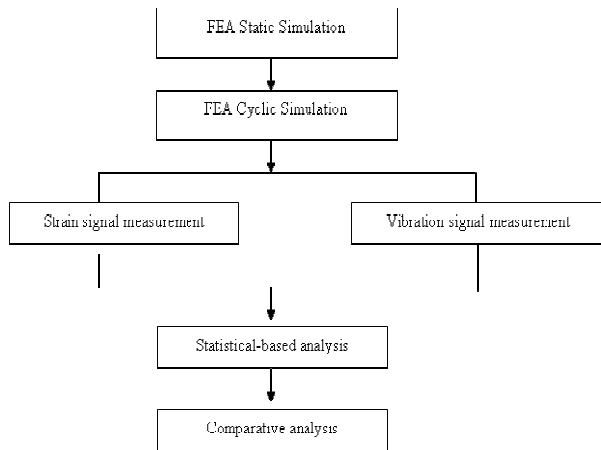 FEA Static Simulation
FEA Cyclic Simulation
Strain signal measurement
Vibration signal measurement
Statistical-based analysis
Comparative analysis